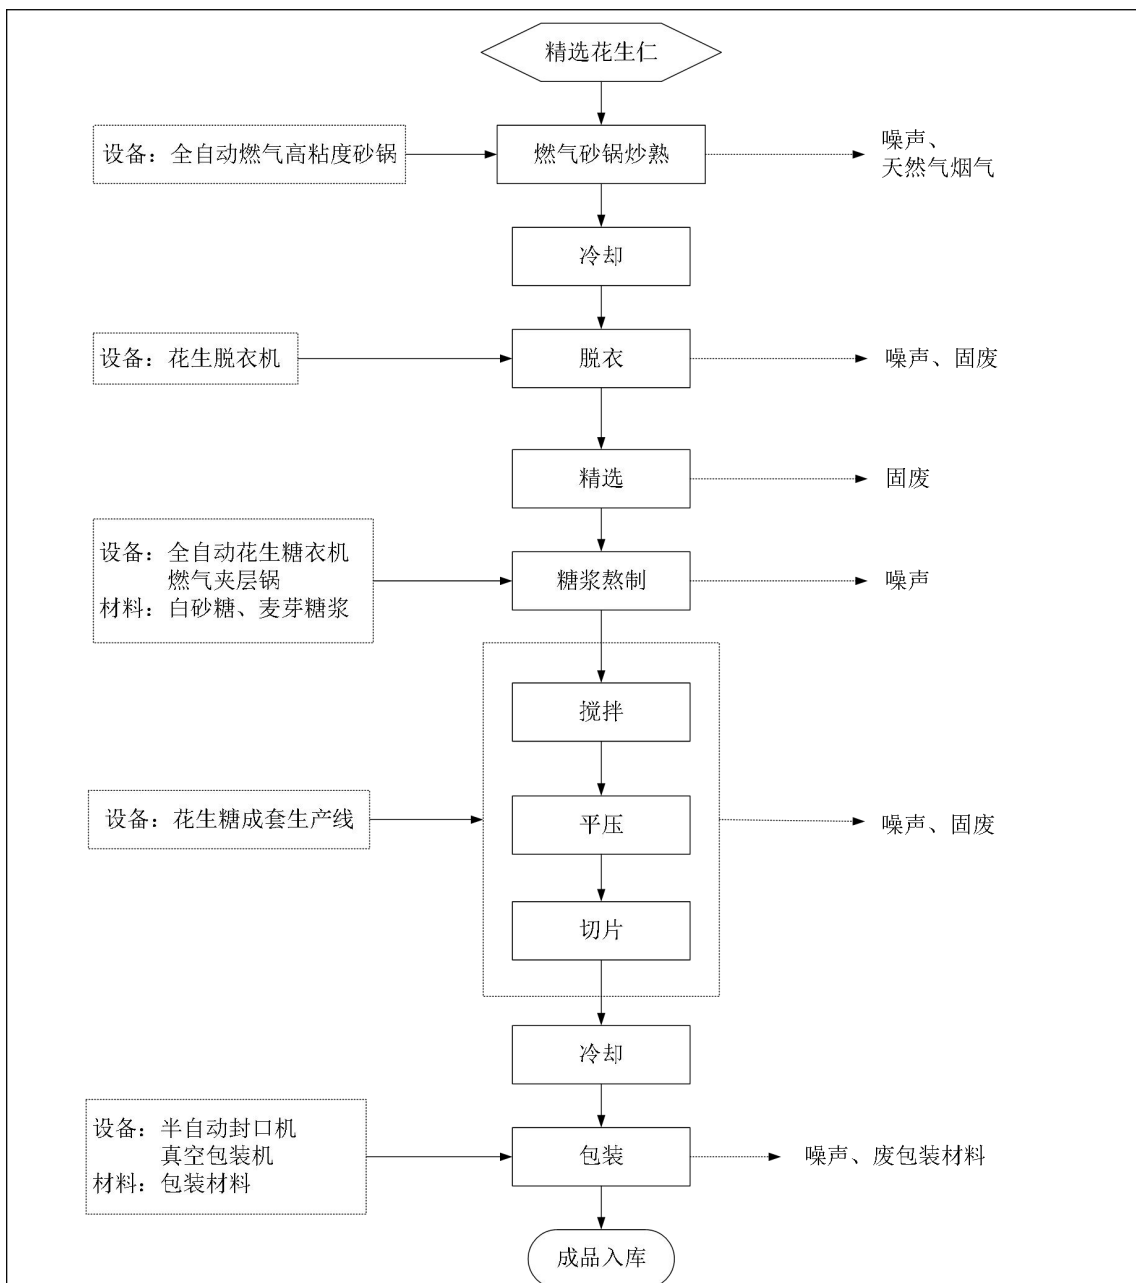 精选花生仁
设备：全自动燃气高粘度砂锅
燃气砂锅炒熟
噪声、
天然气烟气
冷却
设备：花生脱衣机
脱衣
噪声、固废
精选
固废
设备：全自动花生糖衣机
燃气夹层锅
材料：白砂糖、麦芽糖浆
糖浆熬制
噪声
搅拌
设备：花生糖成套生产线
平压
噪声、固废
切片
冷却
设备：半自动封口机
真空包装机
材料：包装材料
包装
噪声、废包装材料
成品入库